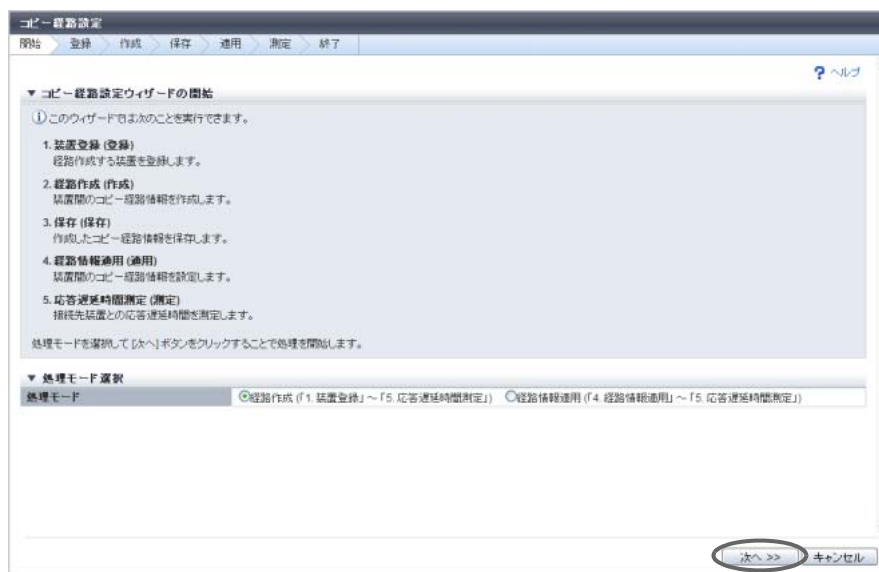 コピー経路設定
開始 登録 作成 保存 適用 測定 終了
? ヘルプ
▼ コピー経路設定ウィザードの開始
このウィザードでは次のことを実行できます。
1. 装置登録 (登録)
経路作成する装置を登録します。
2. 経路作成 (作成)
装置間のコピー経路情報を作成します。
3. 保存 (保存)
作成したコピー経路情報を保存します。
4. 経路情報適用 (適用)
装置間のコピー経路情報を設定します。
5. 応答遅延時間測定 (測定)
接続先装置との応答遅延時間を測定します。
処理モードを選択して [次へ] ボタンをクリックすることで処理を開始します。
▼ 処理モード選択
処理モード 経路作成 (「1. 装置登録」 ~ 「5. 応答遅延時間測定」) 経路情報適用 (「4. 経路情報適用」 ~ 「5. 応答遅延時間測定」)
次へ >> キャンセル